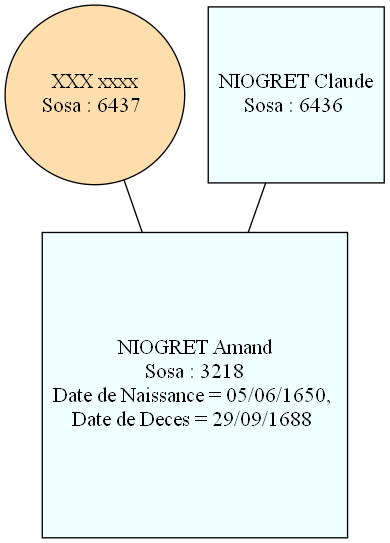 XXX xxxx
Sosa : 6437
NIOGRET Claude
Sosa : 6436
NIOGRET Amand
Sosa : 3218
Date de Naissance = 05/06/1650,
Date de Deces = 29/09/1688